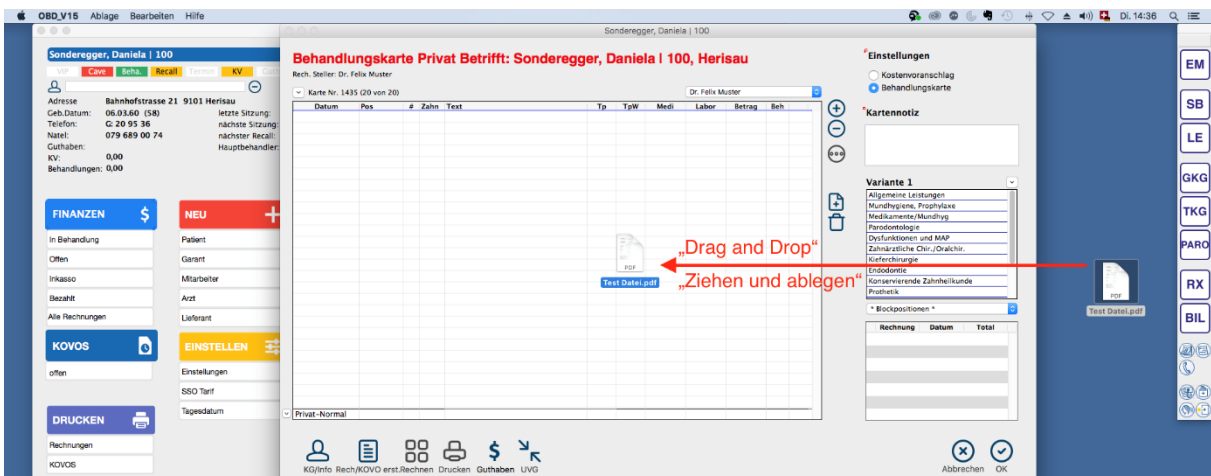 OBD_V15 Ablage Bearbeiten Hilfe
Di. 14:36
Sonderegger, Daniela | 100
Sonderegger, Daniela | 100
VIP Cave Beha. Recall Termin KV
Adresse Bahnhofstrasse 21 9101 Herisau
Geb.Datum: 06.03.60 (58) letzte Sitzung:
Telefon: G: 20 95 36 nächste Sitzung:
Natel: 079 689 00 74 nächster Recall:
Guthaben: Hauptbehandler:
KV: 0,00
Behandlungen: 0,00
FINANZEN $
In Behandlung
Offen
Inkasso
Bezahlt
Alle Rechnungen
KOVOS
offen
DRUCKEN
Rechnungen
KOVOS
NEU
Patient
Garant
Mitarbeiter
Arzt
Lieferant
EINSTELLEN
Einstellungen
SSO Tarif
Tagesdatum
Behandlungskarte Privat Betrifft: Sonderegger, Daniela I 100, Herisau
Rech. Steller: Dr. Felix Muster
Karte Nr. 1435 (20 von 20) Dr. Felix Muster
Datum Pos # Zahn Text Tp TpW Medi Labor Betrag Beh
PDF
Test Datei.pdf
„Drag and Drop“
„Ziehen und ablegen“
Privat-Normal
KG/Info Rech/KOVO erst. Rechnen Drucken Guthaben UVG
Abbrechen OK
Einstellungen
Kostenvoranschlag
Behandlungskarte
Kartennotiz
Variante 1
Allgemeine Leistungen
Mundhygiene, Prophylaxe
Medikamente/Mundhyg
Parodontologie
Dysfunktionen und MAP
Zahnärztliche Chir./Oralchir.
Kieferchirurgie
Endodontie
Konservierende Zahnheilkunde
Prothetik
* Blockpositionen *
Rechnung Datum Total
PDF
Test Datei.pdf
EM
SB
LE
GKG
TKG
PARO
RX
BIL